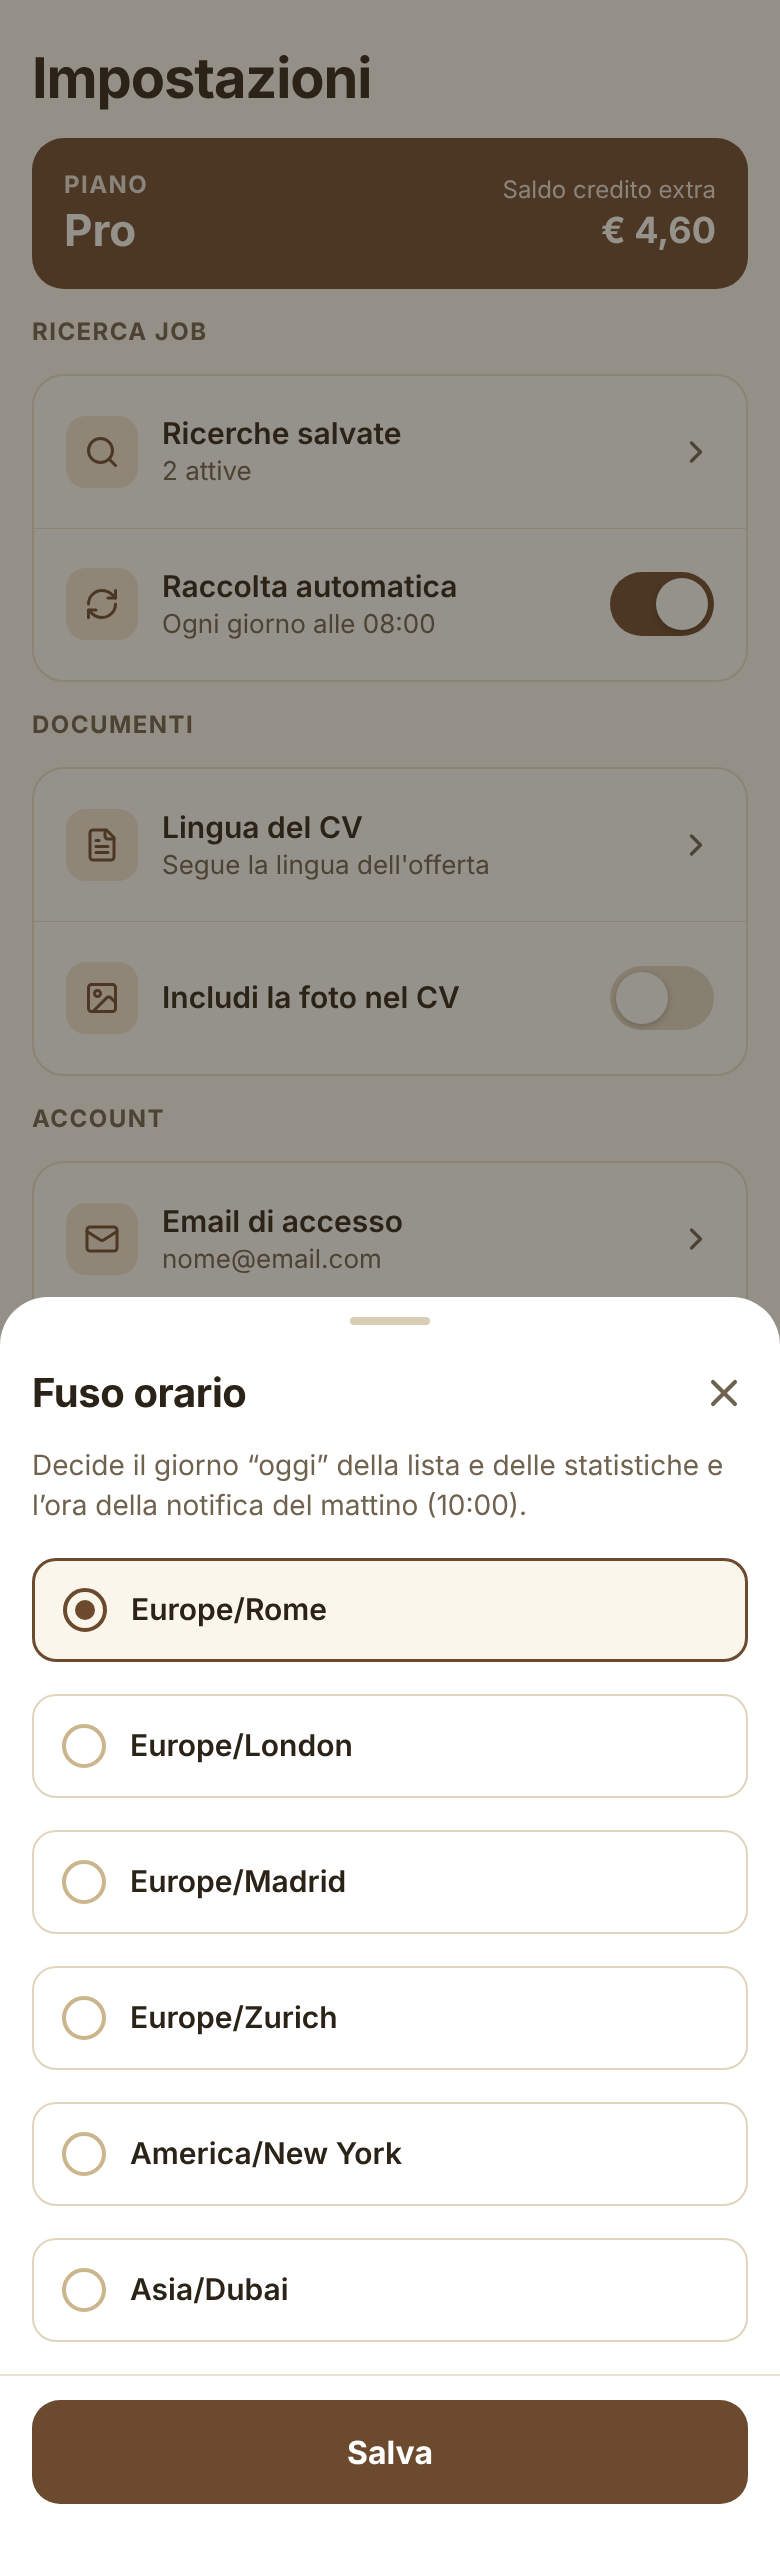 Impostazioni
PIANO
Pro
Saldo credito extra
€ 4,60
RICERCA JOB
Ricerche salvate
2 attive
Raccolta automatica
Ogni giorno alle 08:00
DOCUMENTI
Lingua del CV
Segue la lingua dell'offerta
Includi la foto nel CV
ACCOUNT
Email di accesso
nome@email.com
Fuso orario
Decide il giorno “oggi” della lista e delle statistiche e
l’ora della notifica del mattino (10:00).
Europe/Rome
Europe/London
Europe/Madrid
Europe/Zurich
America/New York
Asia/Dubai
Salva